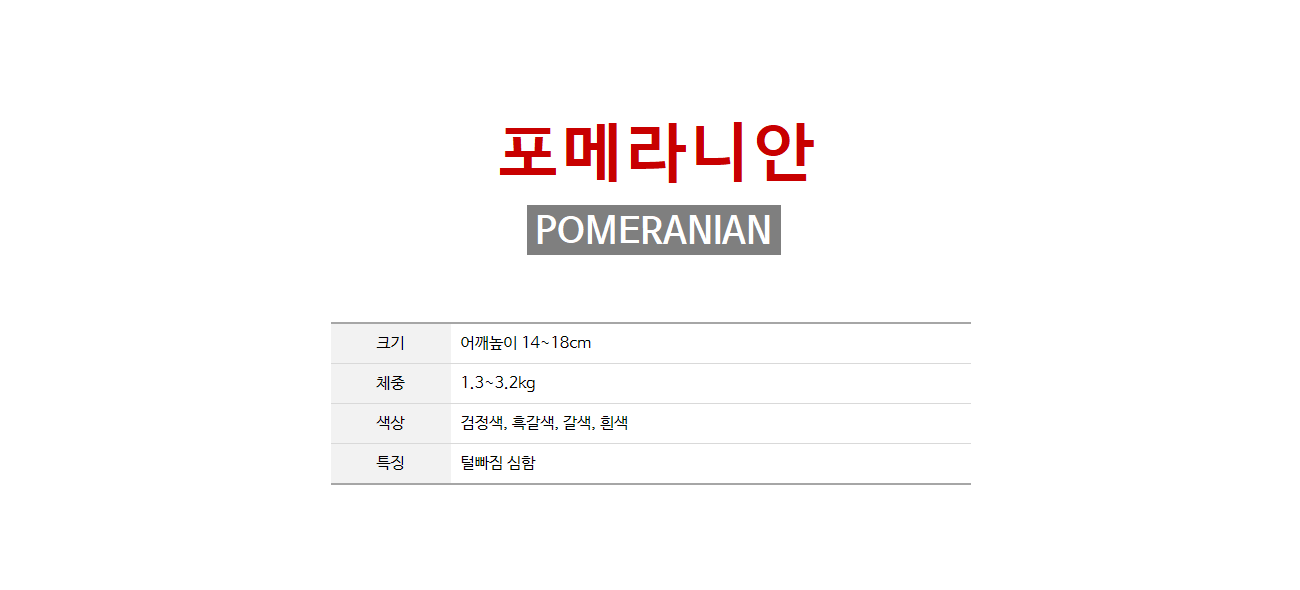 포메라니안
POMERANIAN
크기 어깨높이 14~18cm
체중 1.3~3.2kg
색상 검정색, 흑갈색, 갈색, 흰색
특징 털빠짐 심함